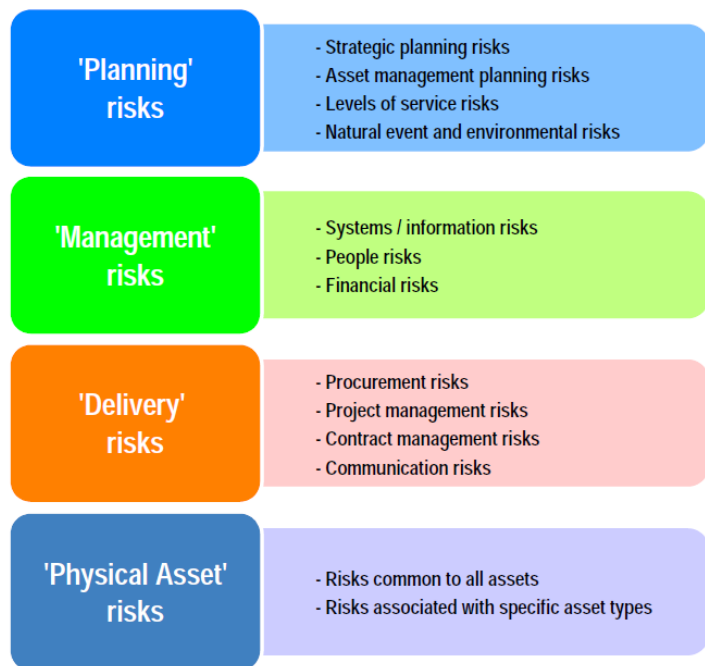 'Planning'
risks
- Strategic planning risks
- Asset management planning risks
- Levels of service risks
- Natural event and environmental risks
'Management'
risks
- Systems / information risks
- People risks
- Financial risks
'Delivery'
risks
- Procurement risks
- Project management risks
- Contract management risks
- Communication risks
'Physical Asset'
risks
- Risks common to all assets
- Risks associated with specific asset types